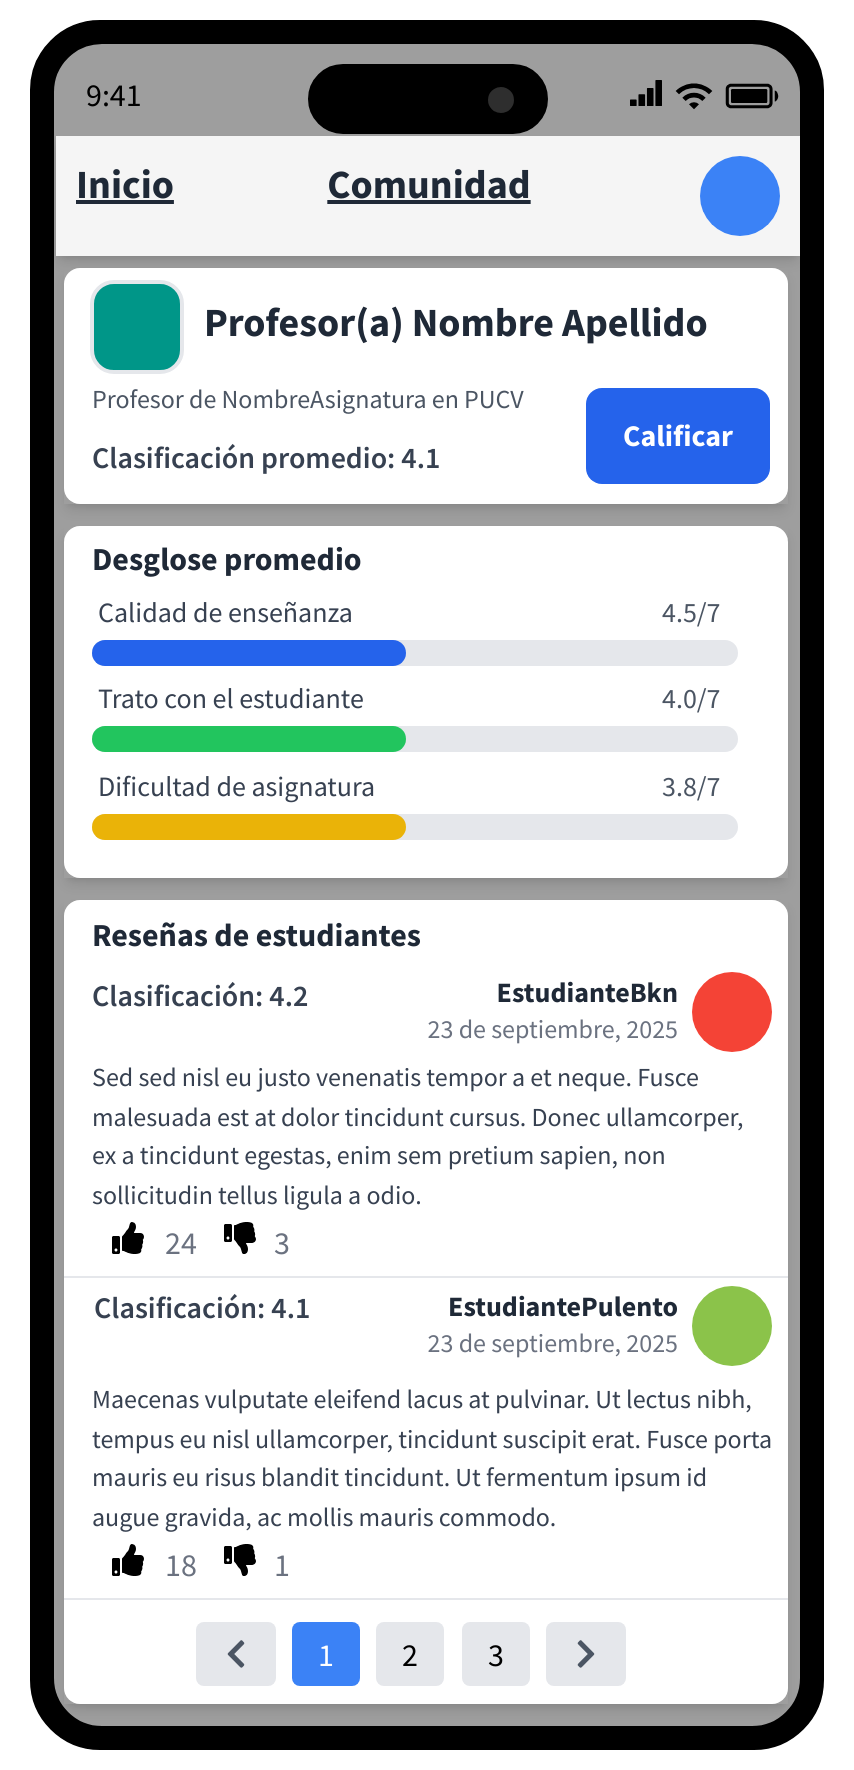 9:41
Inicio
Comunidad
Profesor(a) Nombre Apellido
Profesor de NombreAsignatura en PUCV
Calificar
Clasificación promedio: 4.1
Desglose promedio
Calidad de enseñanza 4.5/7
Trato con el estudiante 4.0/7
Dificultad de asignatura 3.8/7
Reseñas de estudiantes
Clasificación: 4.2
EstudianteBkn
23 de septiembre, 2025
Sed sed nisl eu justo venenatis tempor a et neque. Fusce
malesuada est at dolor tincidunt cursus. Donec ullamcorper,
ex a tincidunt egestas, enim sem pretium sapien, non
sollicitudin tellus ligula a odio.
24 3
Clasificación: 4.1
EstudiantePulento
23 de septiembre, 2025
Maecenas vulputate eleifend lacus at pulvinar. Ut lectus nibh,
tempus eu nisl ullamcorper, tincidunt suscipit erat. Fusce porta
mauris eu risus blandit tincidunt. Ut fermentum ipsum id
augue gravida, ac mollis mauris commodo.
18 1
1 2 3